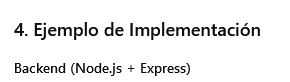 4. Ejemplo de Implementación
Backend (Node.js + Express)